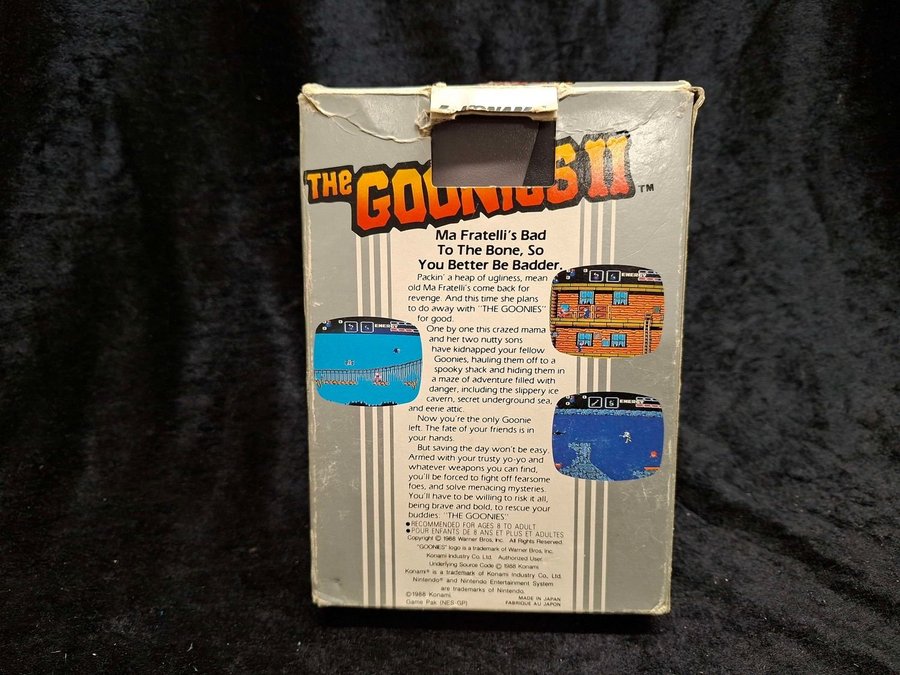 KONAMI
THE GOONIES II ™
Ma Fratelli's Bad
To The Bone, So
You Better Be Badder.
Packin' a heap of ugliness, mean
old Ma Fratelli's come back for
revenge. And this time she plans
to do away with "THE GOONIES"
for good.
One by one this crazed mama
and her two nutty sons
have kidnapped your fellow
Goonies, hauling them off to a
spooky shack and hiding them in
a maze of adventure filled with
danger, including the slippery ice
cavern, secret underground sea,
and eerie attic.
Now you're the only Goonie
left. The fate of your friends is in
your hands.
But saving the day won't be easy.
Armed with your trusty yo-yo and
whatever weapons you can find,
you'll be forced to fight off fearsome
foes, and solve menacing mysteries.
You'll have to be willing to risk it all,
being brave and bold, to rescue your
buddies: "THE GOONIES"
ENERGY
ENERGY
ENERGY
● RECOMMENDED FOR AGES 8 TO ADULT
● POUR ENFANTS DE 8 ANS ET PLUS ET ADULTES
Copyright © 1988 Warner Bros, Inc. All Rights Reserved.
"GOONIES" logo is a trademark of Warner Bros, Inc.
Konami Industry Co. Ltd. Authorized User.
Underlying Source Code © 1988 Konami.
Konami® is a trademark of Konami Industry Co., Ltd.
Nintendo® and Nintendo Entertainment System
are trademarks of Nintendo.
©1988 Konami.
Game Pak (NES-GP)
MADE IN JAPAN
FABRIQUE AU JAPON